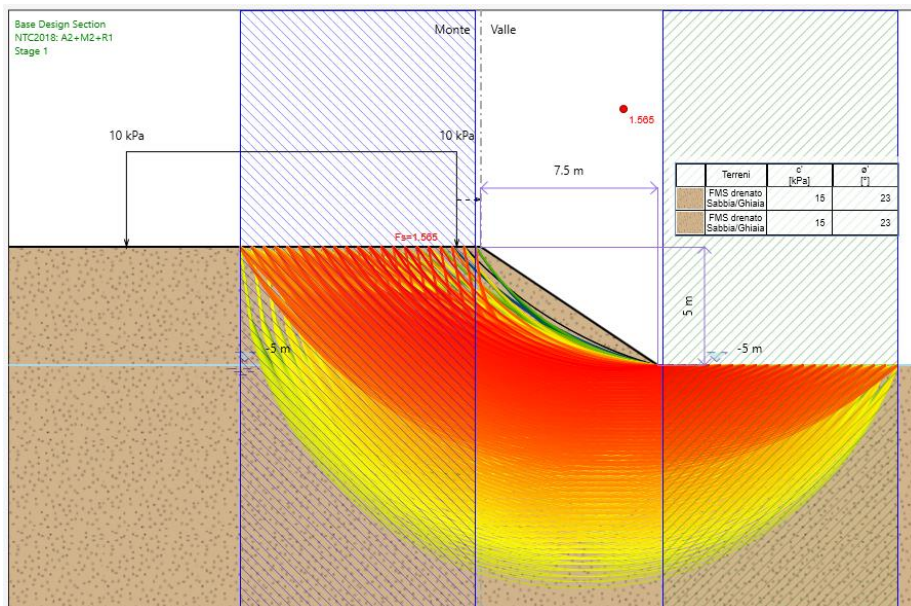 Base Design Section
NTC2018: A2+M2+R1
Stage 1
Monte Valle
10 kPa
10 kPa
1.565
7.5 m
Terreni c' [kPa] ø' [°]
FMS drenato Sabbia/Ghiaia 15 23
FMS drenato Sabbia/Ghiaia 15 23
Fs=1.565
5 m
-5 m
-5 m